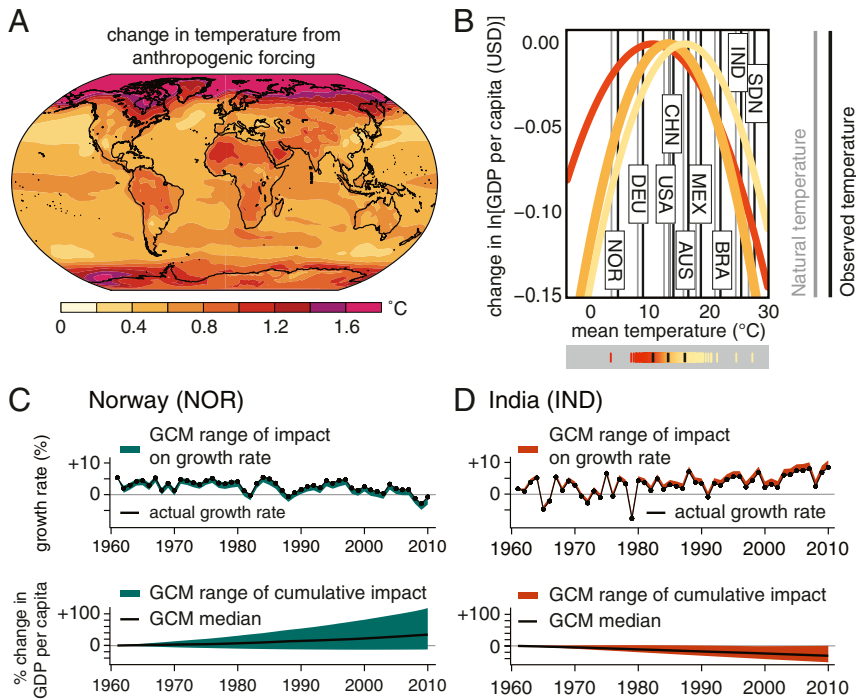 A
change in temperature from
anthropogenic forcing
0 0.4 0.8 1.2 1.6 °C
B
change in ln[GDP per capita (USD)]
0.00
−0.05
−0.10
−0.15
NOR
DEU
USA
CHN
AUS
MEX
BRA
IND
SDN
0 10 20 30
mean temperature (°C)
Natural temperature
Observed temperature
C Norway (NOR)
growth rate (%)
GCM range of impact
on growth rate
+10
0
actual growth rate
1960 1970 1980 1990 2000 2010
% change in
GDP per capita
GCM range of cumulative impact
+100
GCM median
0
1960 1970 1980 1990 2000 2010
D India (IND)
GCM range of impact
on growth rate
+10
0
actual growth rate
1960 1970 1980 1990 2000 2010
GCM range of cumulative impact
+100
GCM median
0
1960 1970 1980 1990 2000 2010